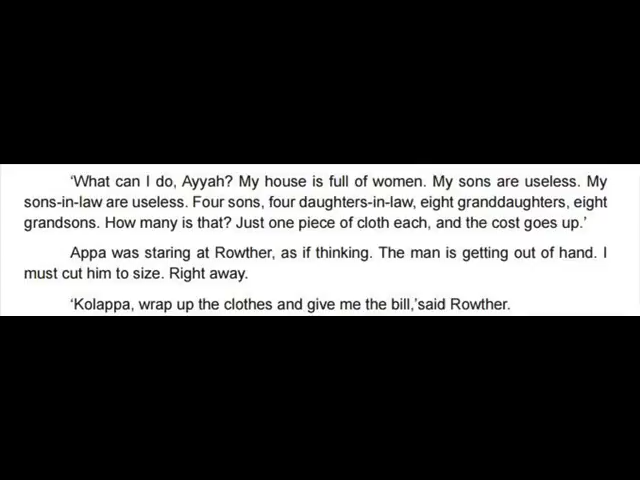 ‘What can I do, Ayyah? My house is full of women. My sons are useless. My
sons-in-law are useless. Four sons, four daughters-in-law, eight granddaughters, eight
grandsons. How many is that? Just one piece of cloth each, and the cost goes up.’
Appa was staring at Rowther, as if thinking. The man is getting out of hand. I
must cut him to size. Right away.
‘Kolappa, wrap up the clothes and give me the bill,’said Rowther.